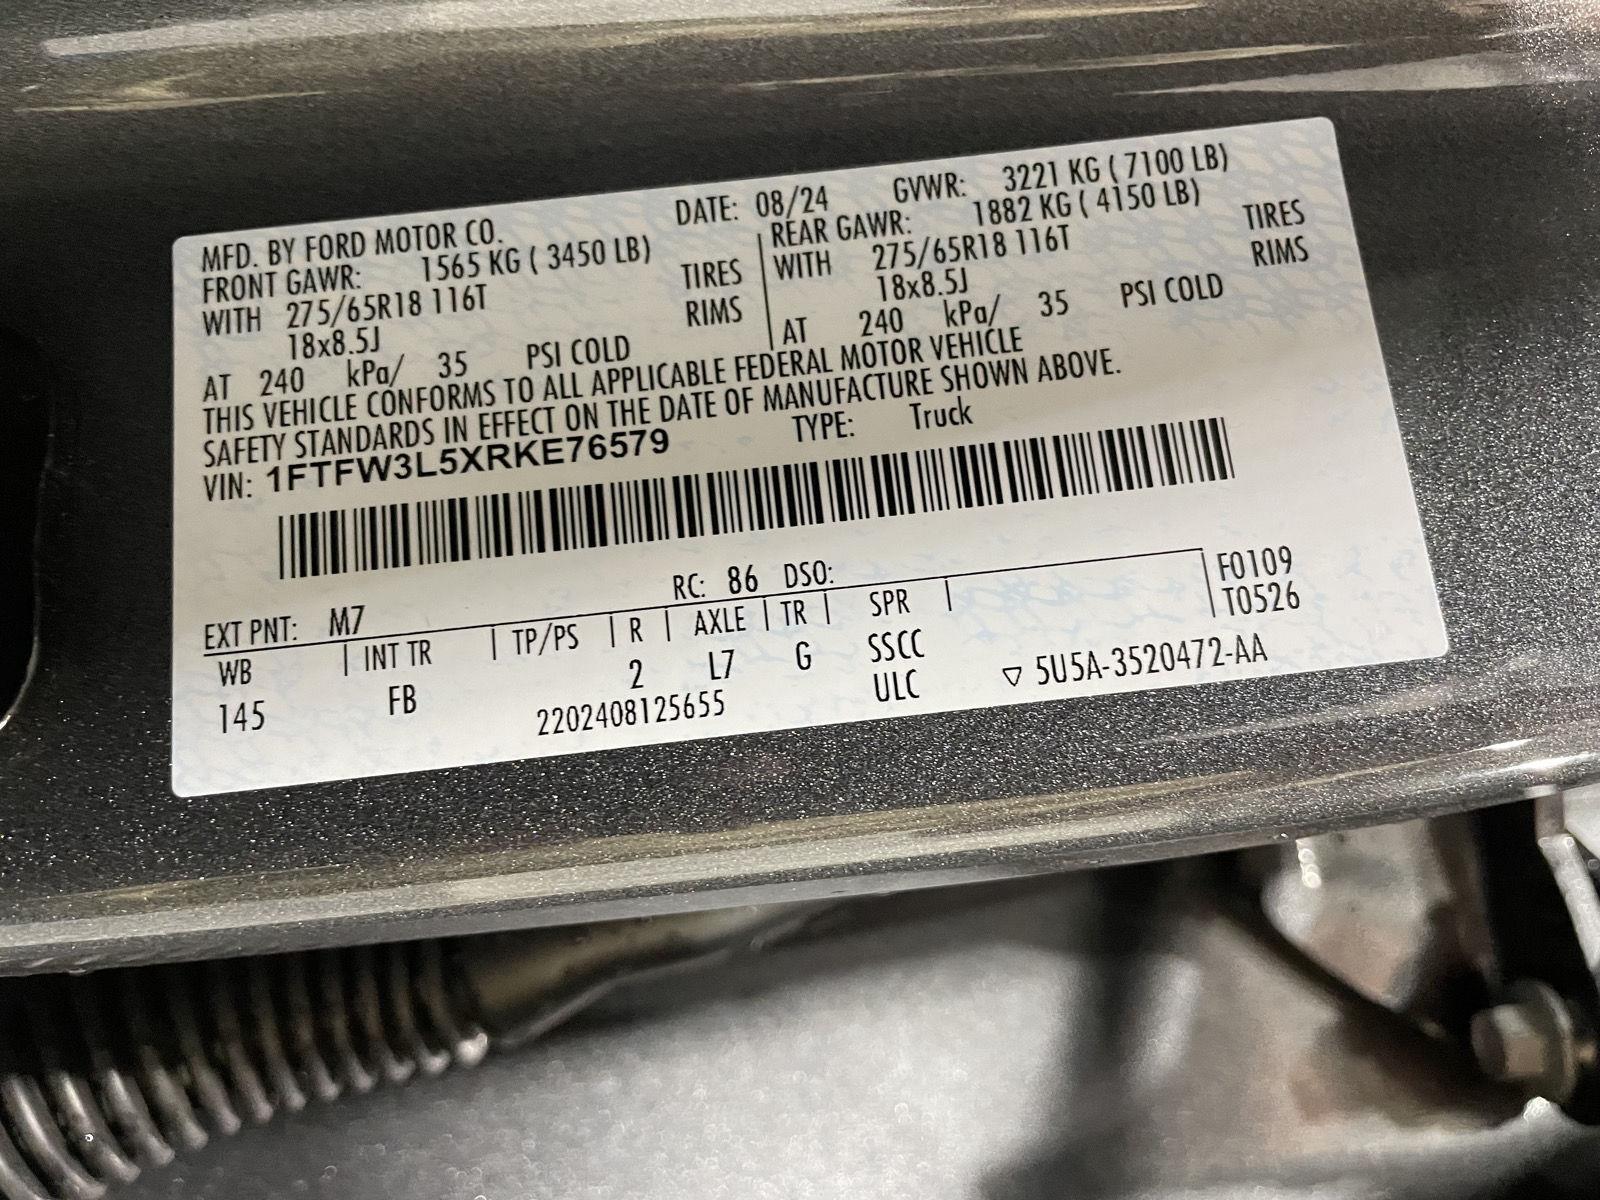 MFD. BY FORD MOTOR CO. DATE: 08/24 GVWR: 3221 KG ( 7100 LB)
FRONT GAWR: 1565 KG ( 3450 LB) REAR GAWR: 1882 KG ( 4150 LB)
WITH 275/65R18 116T TIRES WITH 275/65R18 116T TIRES
18x8.5J RIMS 18x8.5J RIMS
AT 240 kPa/ 35 PSI COLD AT 240 kPa/ 35 PSI COLD
THIS VEHICLE CONFORMS TO ALL APPLICABLE FEDERAL MOTOR VEHICLE
SAFETY STANDARDS IN EFFECT ON THE DATE OF MANUFACTURE SHOWN ABOVE.
VIN: 1FTFW3L5XRKE76579 TYPE: Truck
EXT PNT: M7 RC: 86 DSO: F0109
WB INT TR TP/PS R AXLE TR SPR T0526
145 FB 2 L7 G SSCC
2202408125655 ULC ▽ 5U5A-3520472-AA